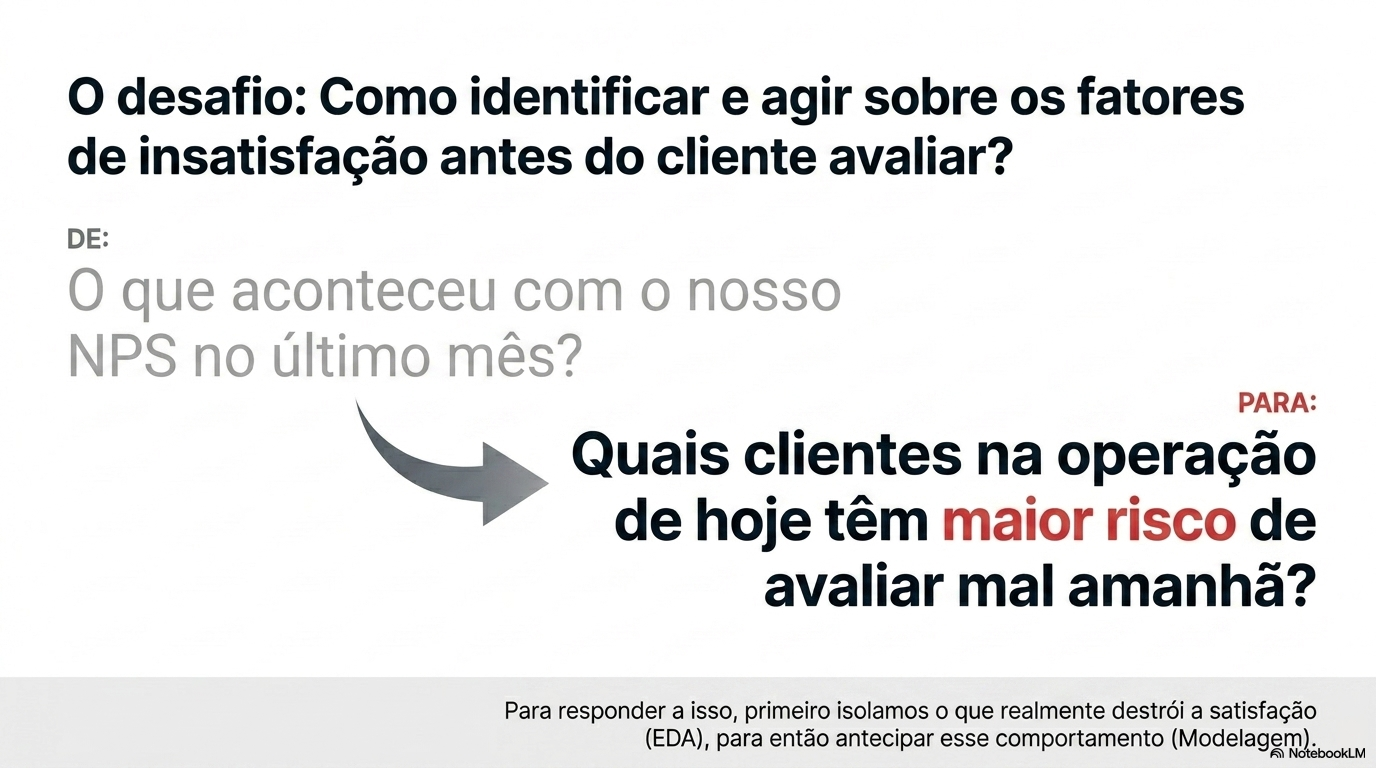 O desafio: Como identificar e agir sobre os fatores
de insatisfação antes do cliente avaliar?
DE:
O que aconteceu com o nosso
NPS no último mês?
PARA:
Quais clientes na operação
de hoje têm maior risco de
avaliar mal amanhã?
Para responder a isso, primeiro isolamos o que realmente destrói a satisfação
(EDA), para então antecipar esse comportamento (Modelagem).
NotebookLM